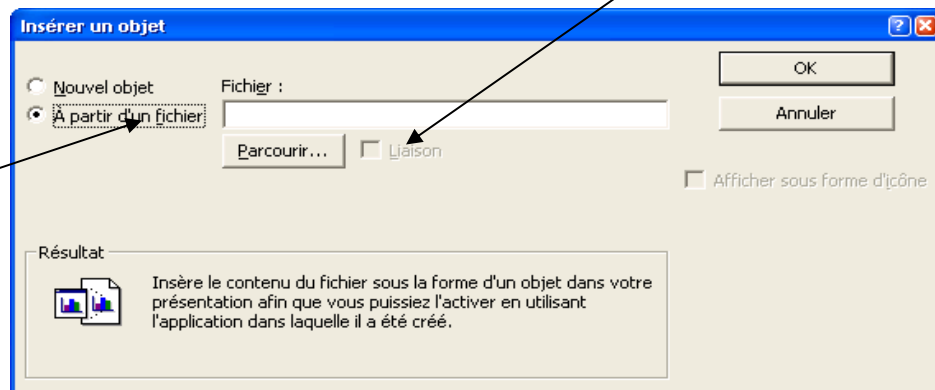 Insérer un objet
Nouvel objet
À partir d'un fichier
Fichier :
Parcourir...
Liaison
OK
Annuler
Afficher sous forme d'icône
Résultat
Insère le contenu du fichier sous la forme d'un objet dans votre
présentation afin que vous puissiez l'activer en utilisant
l'application dans laquelle il a été créé.